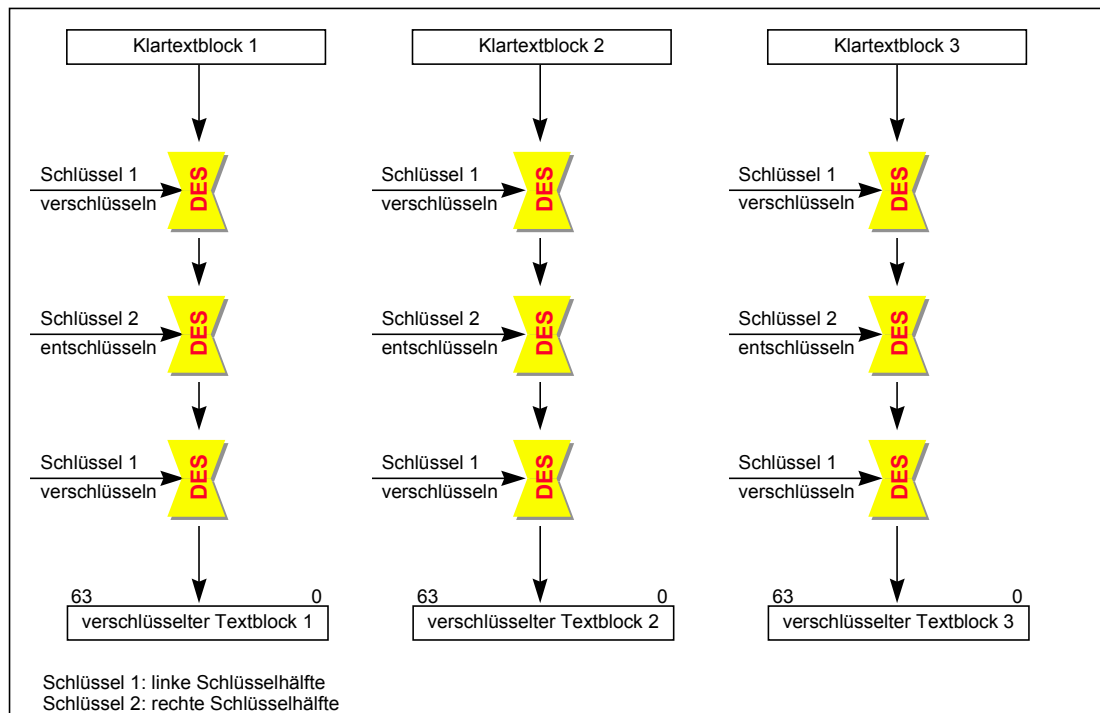 Klartextblock 1
Klartextblock 2
Klartextblock 3
Schlüssel 1
verschlüsseln
DES
Schlüssel 1
verschlüsseln
DES
Schlüssel 1
verschlüsseln
DES
Schlüssel 2
entschlüsseln
DES
Schlüssel 2
entschlüsseln
DES
Schlüssel 2
entschlüsseln
DES
Schlüssel 1
verschlüsseln
DES
Schlüssel 1
verschlüsseln
DES
Schlüssel 1
verschlüsseln
DES
63 0
verschlüsselter Textblock 1
63 0
verschlüsselter Textblock 2
63 0
verschlüsselter Textblock 3
Schlüssel 1: linke Schlüsselhälfte
Schlüssel 2: rechte Schlüsselhälfte